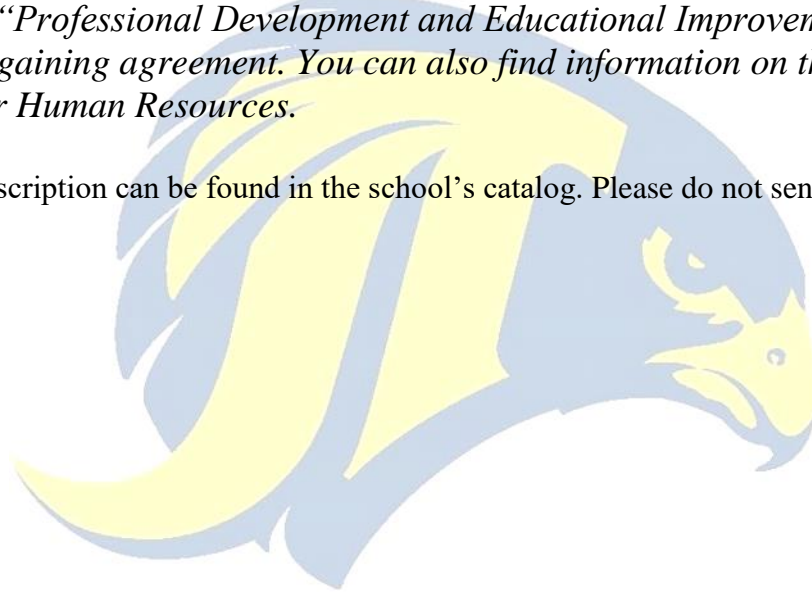 “Professional Development and Educational Improvem
gaining agreement. You can also find information on th
r Human Resources.
scription can be found in the school’s catalog. Please do not sen
JT